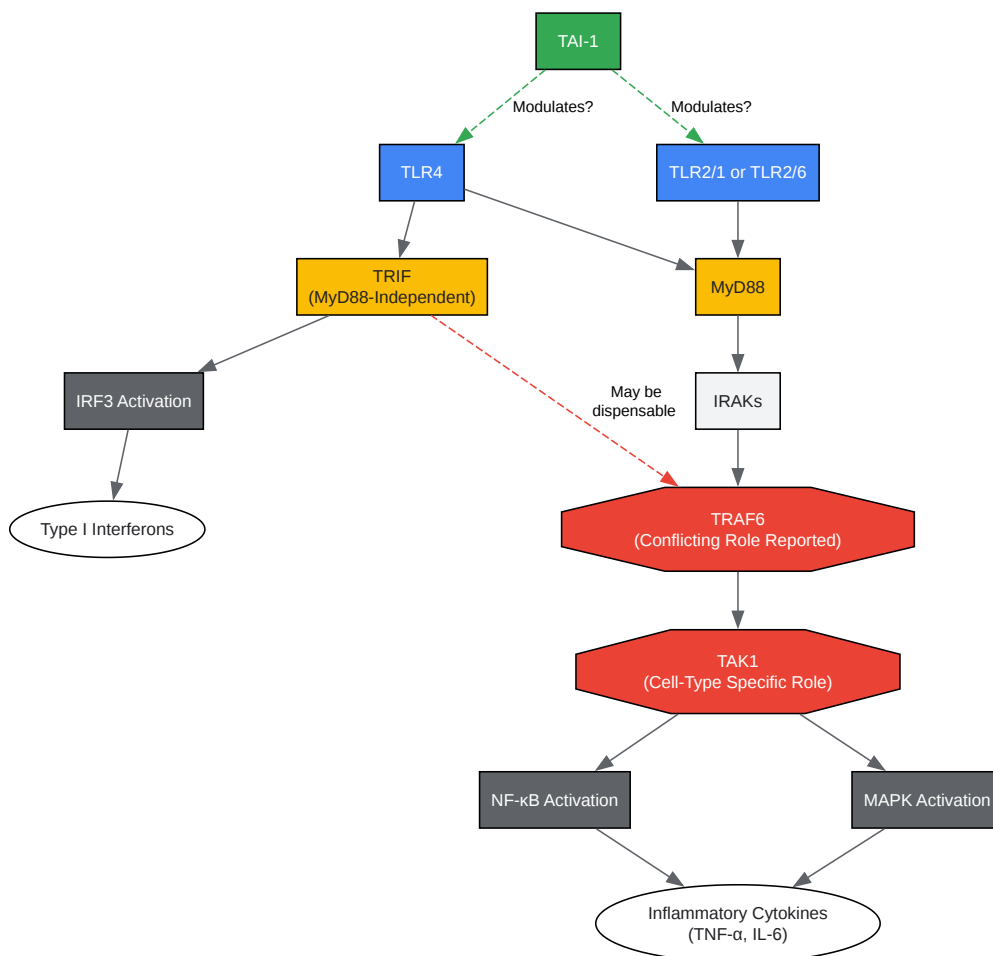 TAI-1
Modulates?
Modulates?
TLR4
TLR2/1 or TLR2/6
TRIF
(MyD88-Independent)
MyD88
IRF3 Activation
May be
dispensable
IRAKs
Type I Interferons
TRAF6
(Conflicting Role Reported)
TAK1
(Cell-Type Specific Role)
NF-κB Activation
MAPK Activation
Inflammatory Cytokines
(TNF-α, IL-6)